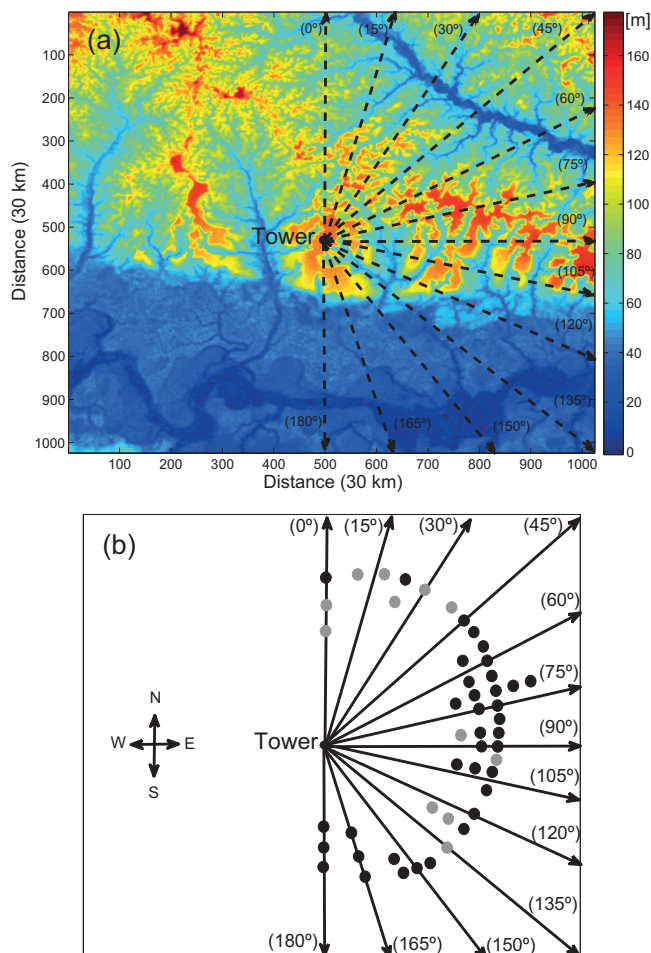 (a)
(0º)
(15º)
(30º)
(45º)
[m]
(60º)
(75º)
(90º)
(105º)
(120º)
(135º)
(150º)
(165º)
(180º)
Tower
100
200
300
400
500
600
700
800
900
1000
Distance (30 km)
100 200 300 400 500 600 700 800 900 1000
Distance (30 km)
160
140
120
100
80
60
40
20
0
(b)
(0º)
(15º)
(30º)
(45º)
(60º)
(75º)
(90º)
(105º)
(120º)
(135º)
(150º)
(165º)
(180º)
Tower
N
W E
S